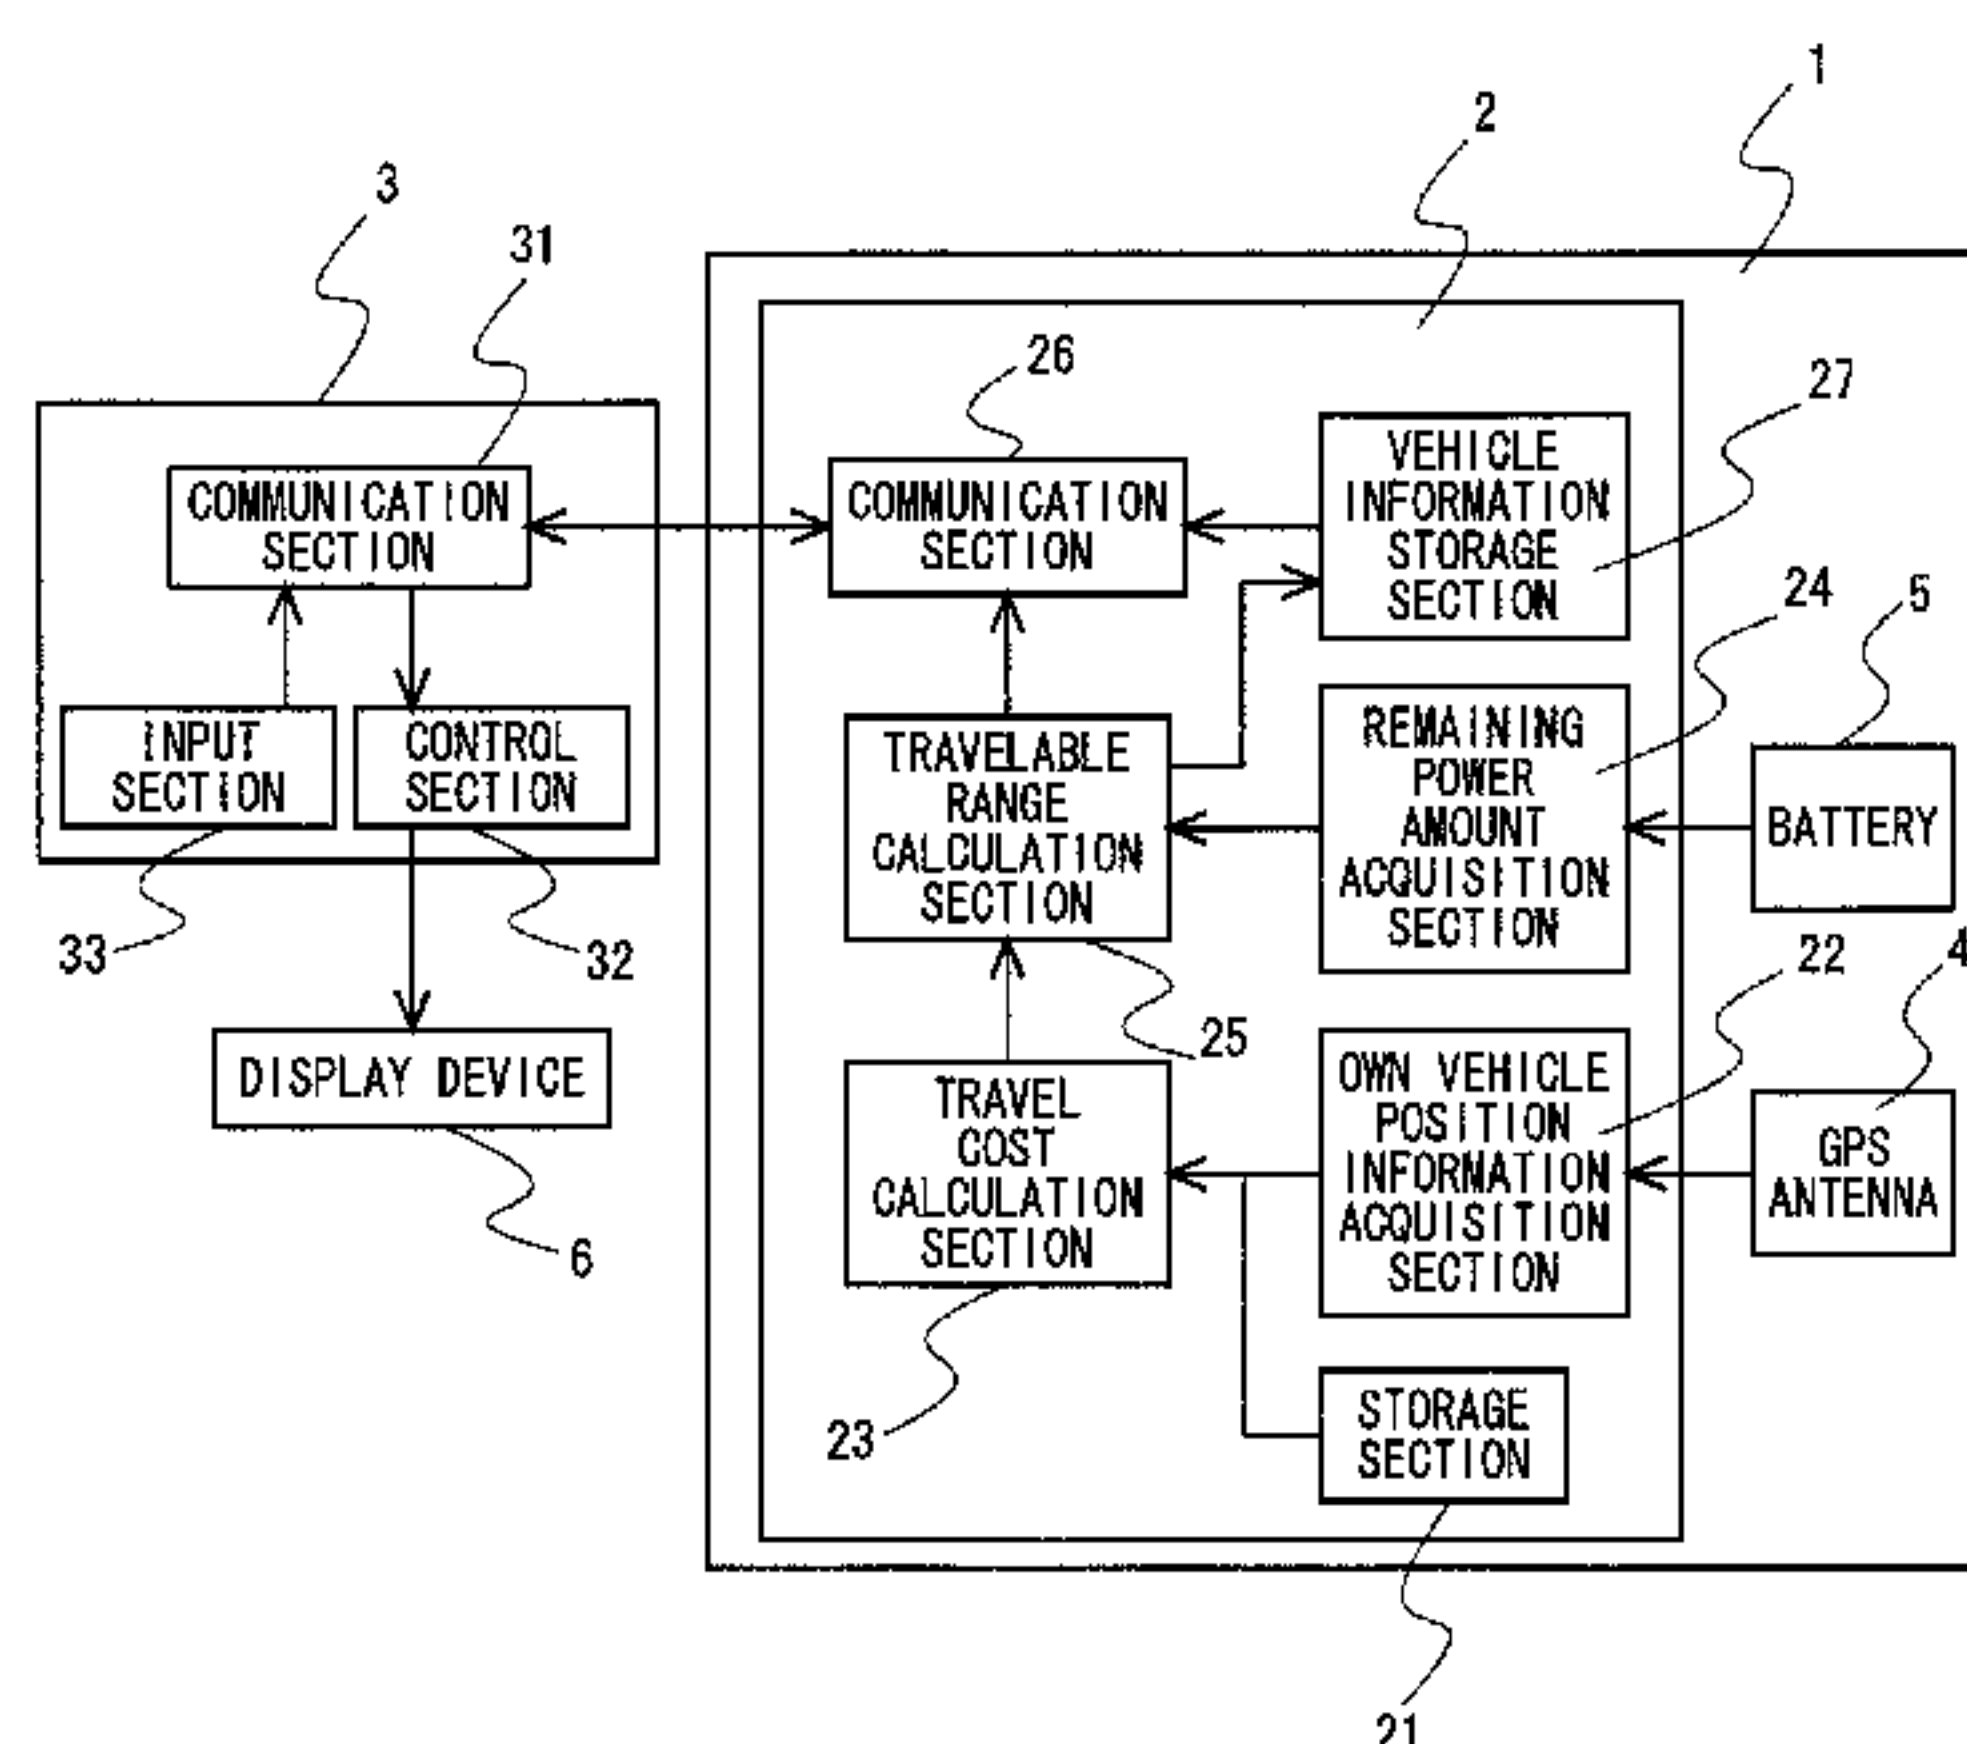 1
2
3
31
26
27
COMMUNICATION
SECTION
COMMUNICATION
SECTION
VEHICLE
INFORMATION
STORAGE
SECTION
24
5
INPUT
SECTION
CONTROL
SECTION
TRAVELABLE
RANGE
CALCULATION
SECTION
REMAINING
POWER
AMOUNT
ACQUISITION
SECTION
BATTERY
33
32
25
22
4
DISPLAY DEVICE
TRAVEL
COST
CALCULATION
SECTION
OWN VEHICLE
POSITION
INFORMATION
ACQUISITION
SECTION
GPS
ANTENNA
6
23
STORAGE
SECTION
21